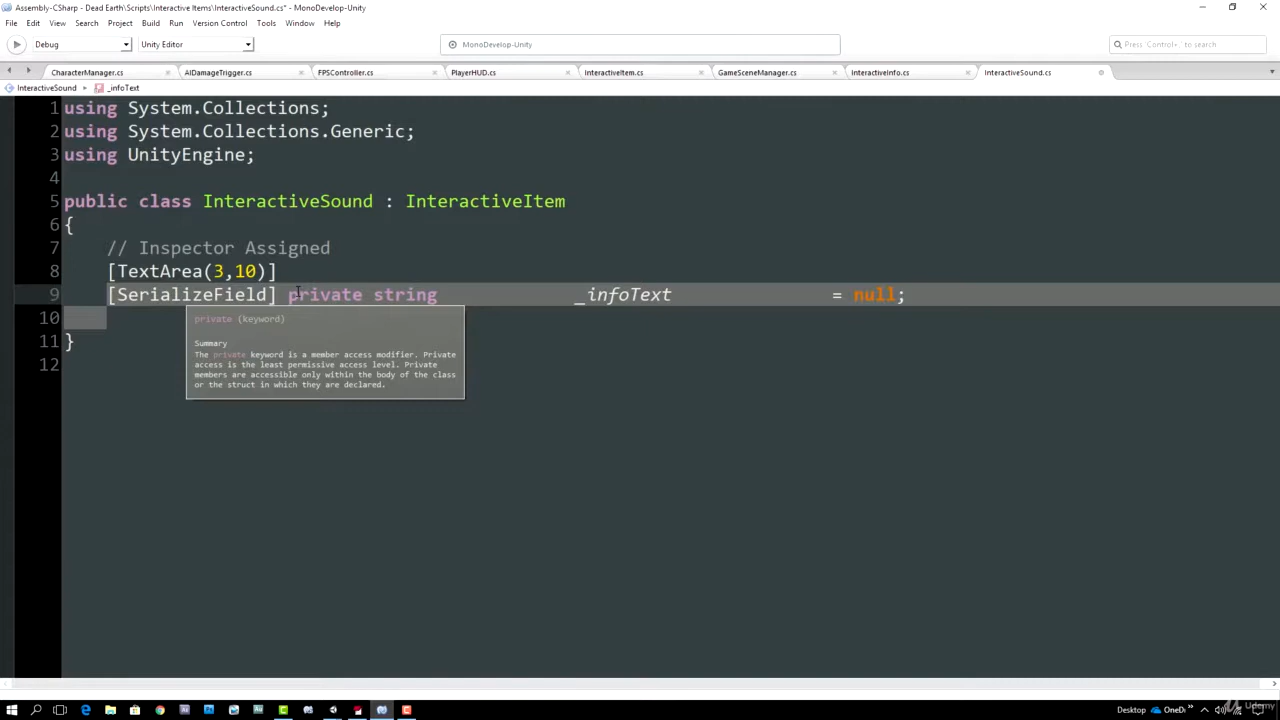 Assembly-CSharp - Dead Earth\Scripts\Interactive Items\InteractiveSound.cs* - MonoDevelop-Unity
File Edit View Search Project Build Run Version Control Tools Window Help
Debug Unity Editor MonoDevelop-Unity Press 'Control+,' to search
CharacterManager.cs AIDamageTrigger.cs FPSController.cs PlayerHUD.cs InteractiveItem.cs GameSceneManager.cs InteractiveInfo.cs InteractiveSound.cs
InteractiveSound _infoText
1 using System.Collections;
2 using System.Collections.Generic;
3 using UnityEngine;
4
5 public class InteractiveSound : InteractiveItem
6 {
7 // Inspector Assigned
8 [TextArea(3,10)]
9 [SerializeField] private string _infoText = null;
10
11 }
12
private (keyword)
Summary
The private keyword is a member access modifier. Private
access is the least permissive access level. Private
members are accessible only within the body of the class
or the struct in which they are declared.
Desktop OneDri
Udemy